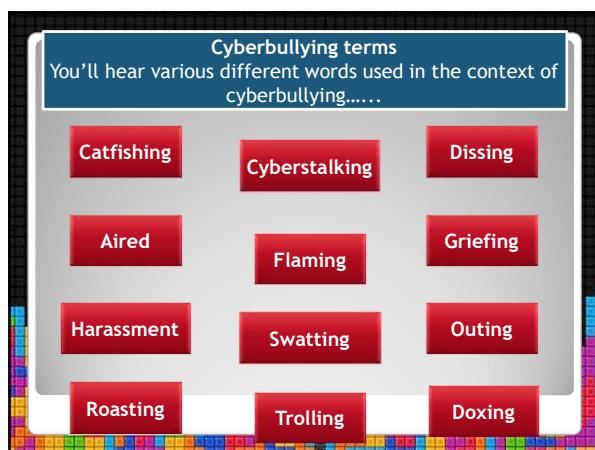 Cyberbullying terms
You’ll hear various different words used in the context of
cyberbullying…...
Catfishing
Cyberstalking
Dissing
Aired
Flaming
Griefing
Harassment
Swatting
Outing
Roasting
Trolling
Doxing